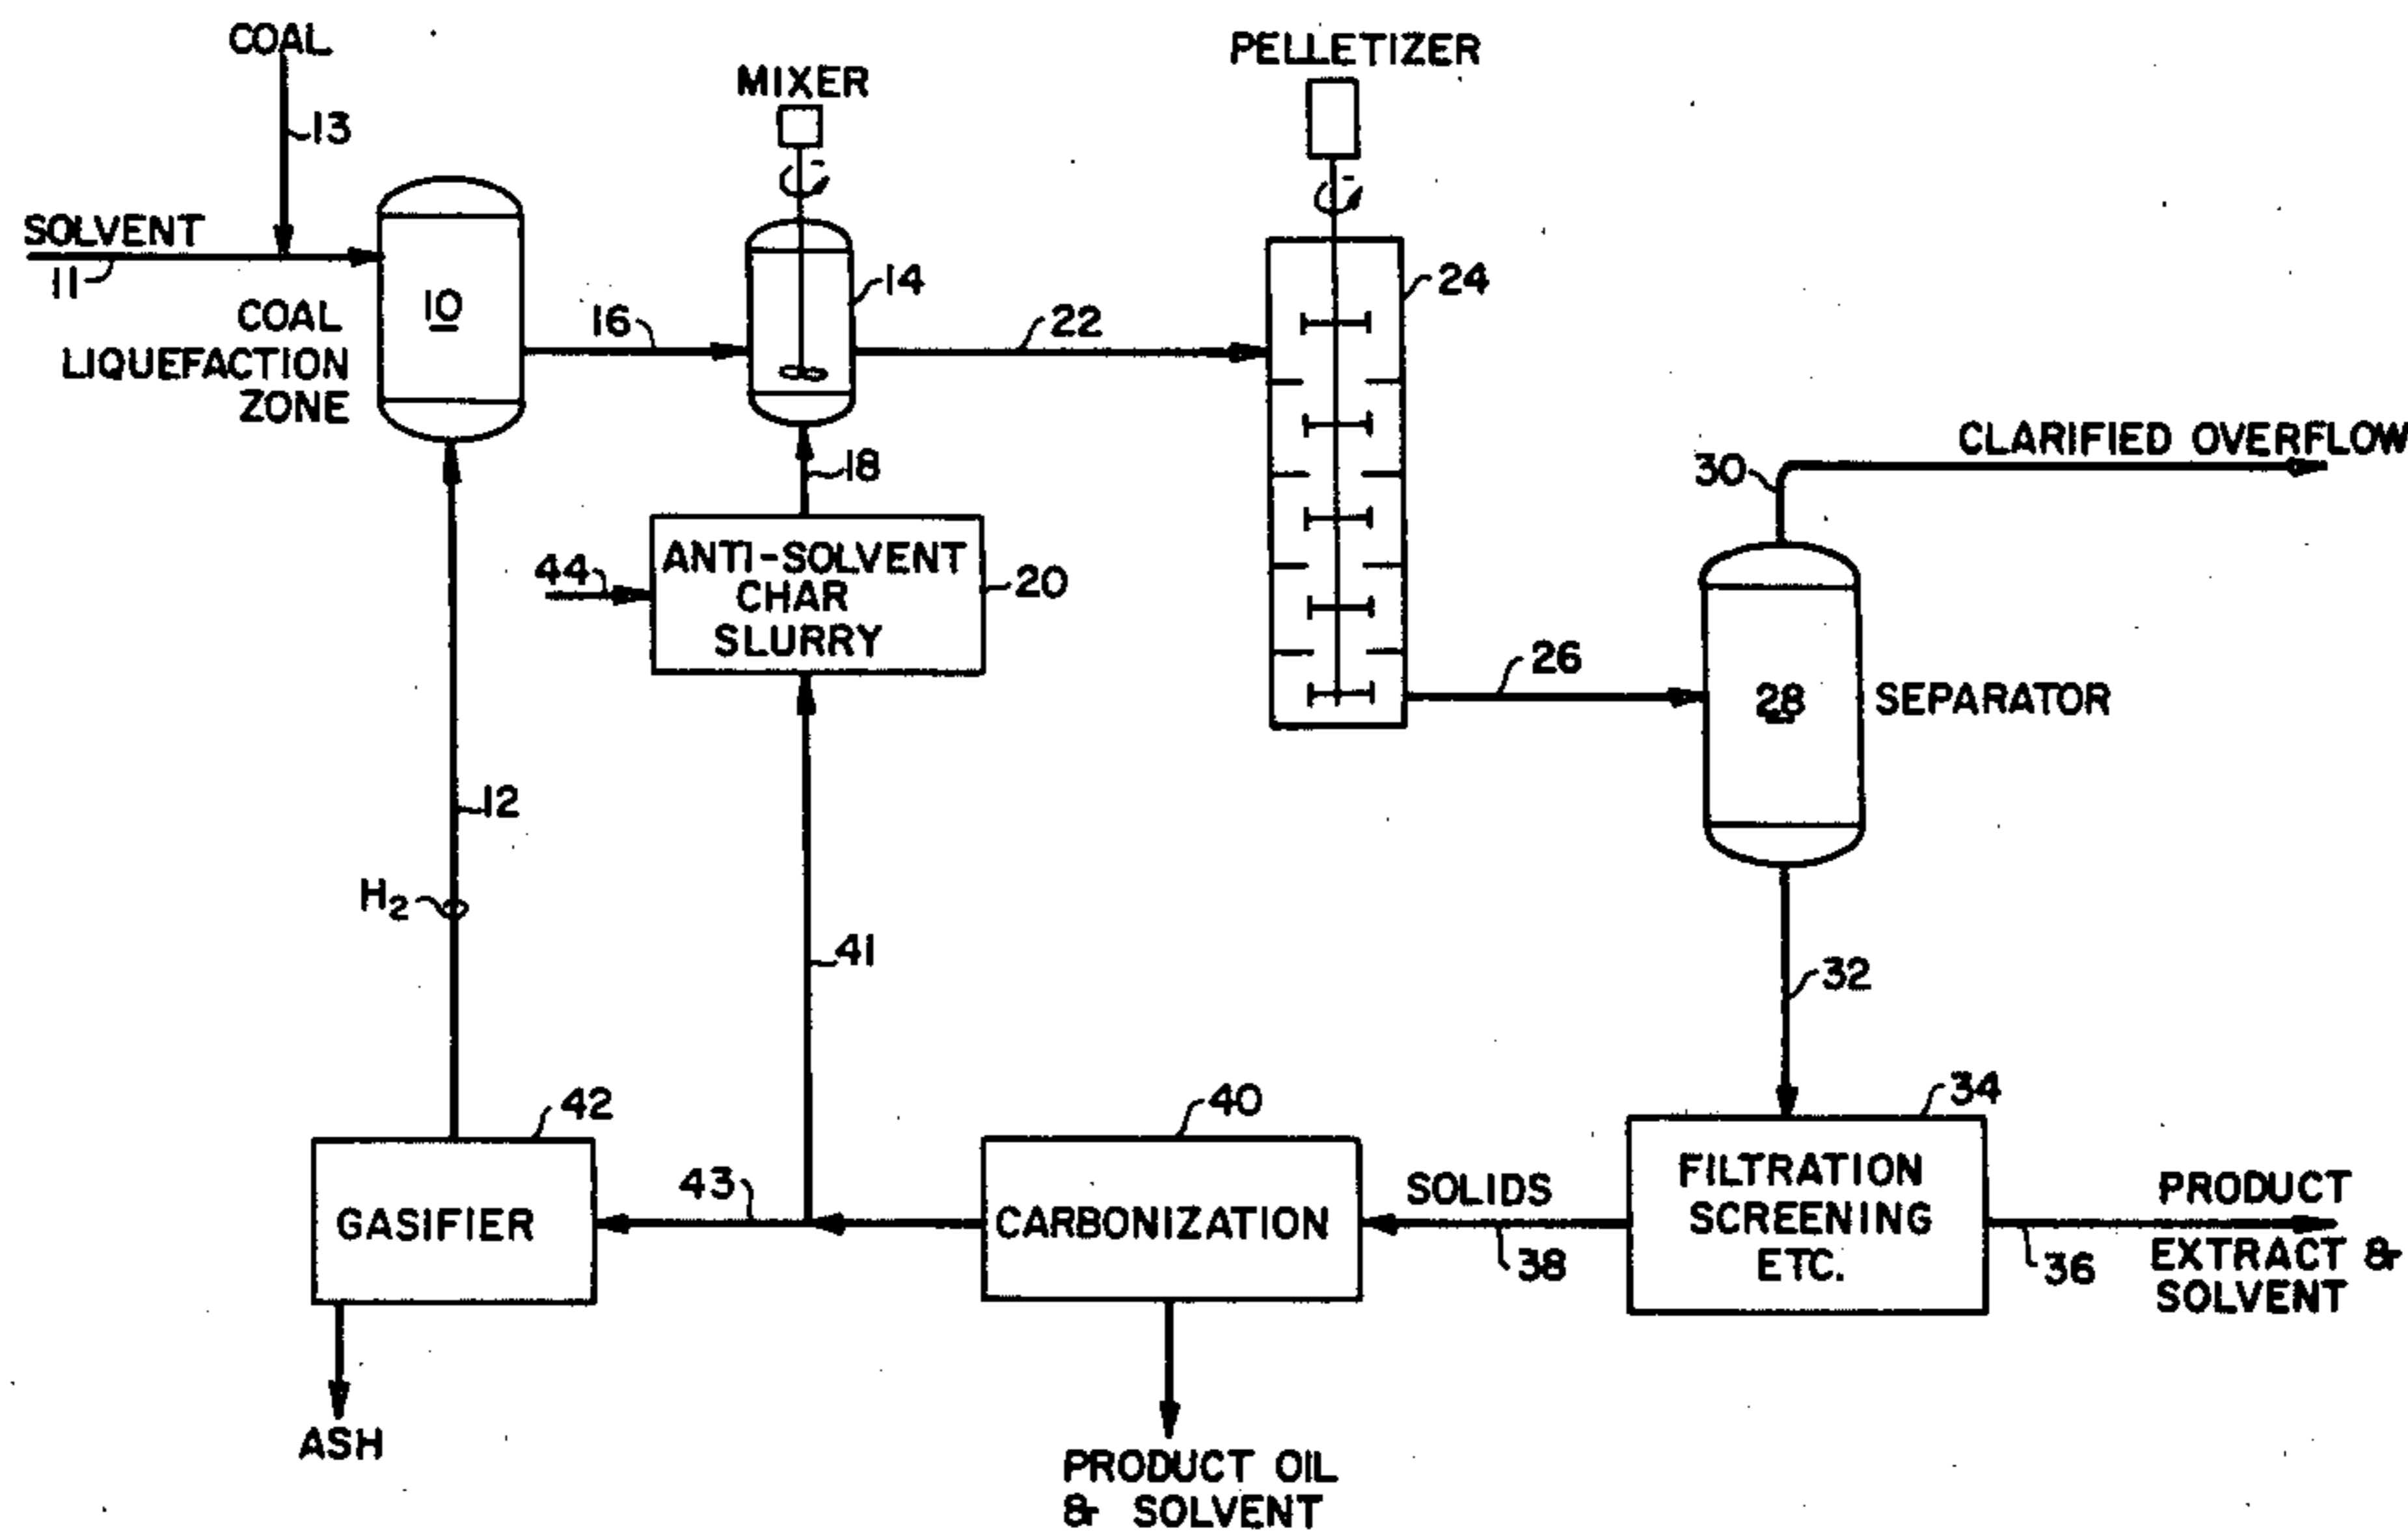 COAL
13
SOLVENT
11
10
COAL
LIQUEFACTION
ZONE
MIXER
14
16
22
PELLETIZER
24
18
44
ANTI-SOLVENT
CHAR
SLURRY
20
26
CLARIFIED OVERFLOW
30
28
SEPARATOR
12
H2
41
32
34
FILTRATION
SCREENING
ETC.
PRODUCT
36
EXTRACT &
SOLVENT
SOLIDS
38
40
CARBONIZATION
PRODUCT OIL
& SOLVENT
43
42
GASIFIER
ASH